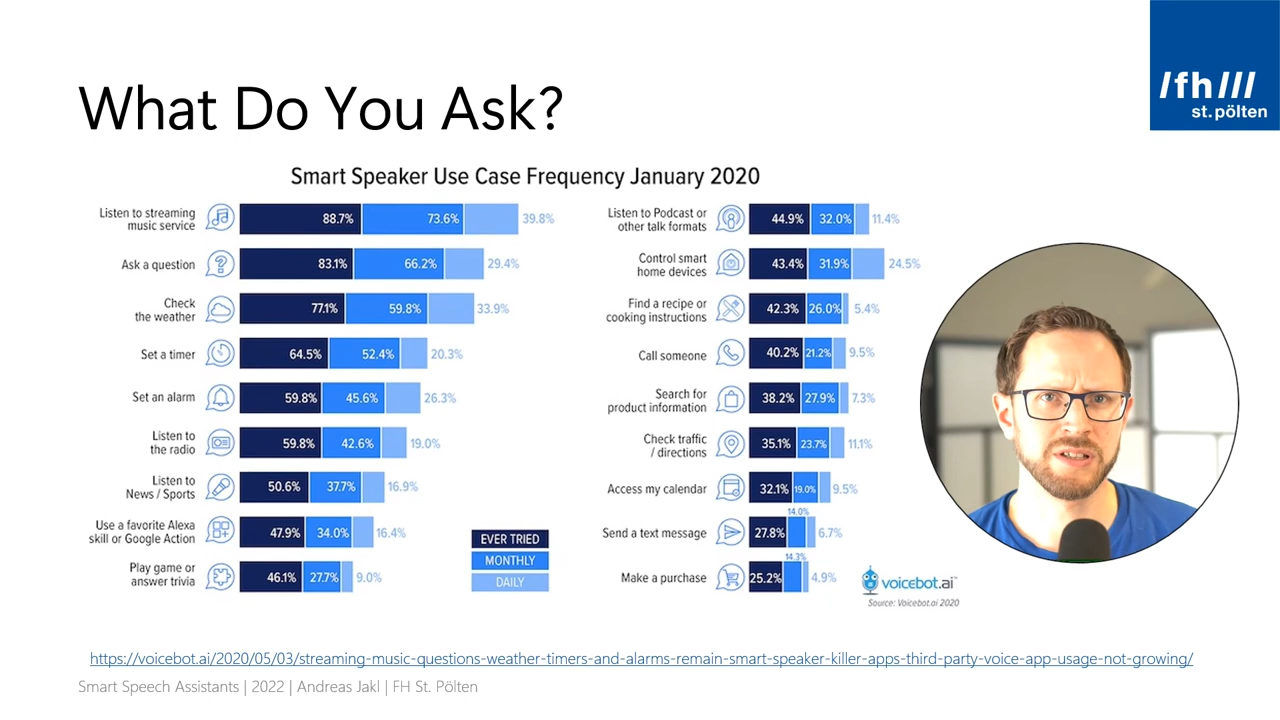 /fh///
st.pölten
What Do You Ask?
Smart Speaker Use Case Frequency January 2020
Listen to streaming
music service
88.7% 73.6% 39.8%
Ask a question
83.1% 66.2% 29.4%
Check
the weather
77.1% 59.8% 33.9%
Set a timer
64.5% 52.4% 20.3%
Set an alarm
59.8% 45.6% 26.3%
Listen to
the radio
59.8% 42.6% 19.0%
Listen to
News / Sports
50.6% 37.7% 16.9%
Use a favorite Alexa
skill or Google Action
47.9% 34.0% 16.4%
Play game or
answer trivia
46.1% 27.7% 9.0%
EVER TRIED
MONTHLY
DAILY
Listen to Podcast or
other talk formats
44.9% 32.0% 11.4%
Control smart
home devices
43.4% 31.9% 24.5%
Find a recipe or
cooking instructions
42.3% 26.0% 5.4%
Call someone
40.2% 21.2% 9.5%
Search for
product information
38.2% 27.9% 7.3%
Check traffic
/ directions
35.1% 23.7% 11.1%
Access my calendar
32.1% 19.0% 9.5%
Send a text message
27.8% 14.0% 6.7%
Make a purchase
25.2% 14.3% 4.9%
voicebot.ai™
Source: Voicebot.ai 2020
https://voicebot.ai/2020/05/03/streaming-music-questions-weather-timers-and-alarms-remain-smart-speaker-killer-apps-third-party-voice-app-usage-not-growing/
Smart Speech Assistants | 2022 | Andreas Jakl | FH St. Pölten